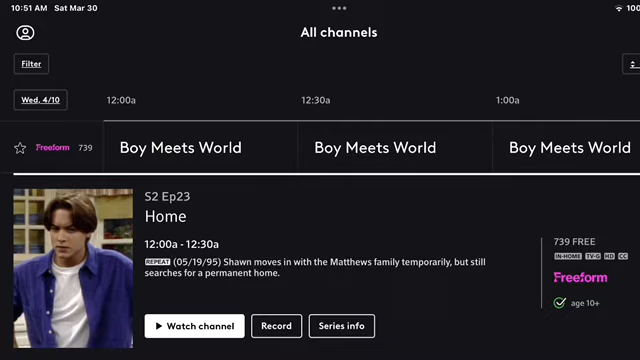 10:51 AM Sat Mar 30
100
All channels
Filter
Wed, 4/10
12:00a
12:30a
1:00a
Freeform 739
Boy Meets World
Boy Meets World
Boy Meets World
S2 Ep23
Home
12:00a - 12:30a
REPEAT (05/19/95) Shawn moves in with the Matthews family temporarily, but still
searches for a permanent home.
739 FREE
IN-HOME TV-G HD CC
Freeform
age 10+
Watch channel
Record
Series info